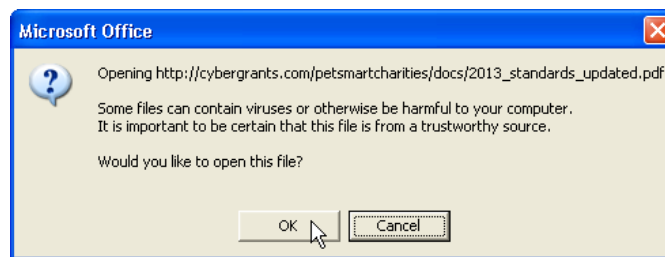 Microsoft Office
Opening http://cybergrants.com/petsmartcharities/docs/2013_standards_updated.pdf
Some files can contain viruses or otherwise be harmful to your computer.
It is important to be certain that this file is from a trustworthy source.
Would you like to open this file?
OK Cancel